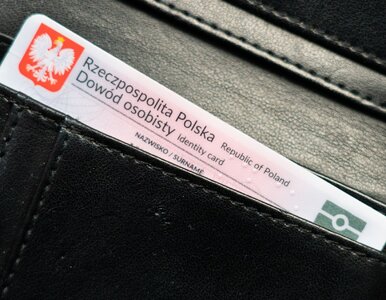 Rzeczpospolita Polska Republic of Poland
Dowód osobisty Identity card
NAZWISKO / SURNAME